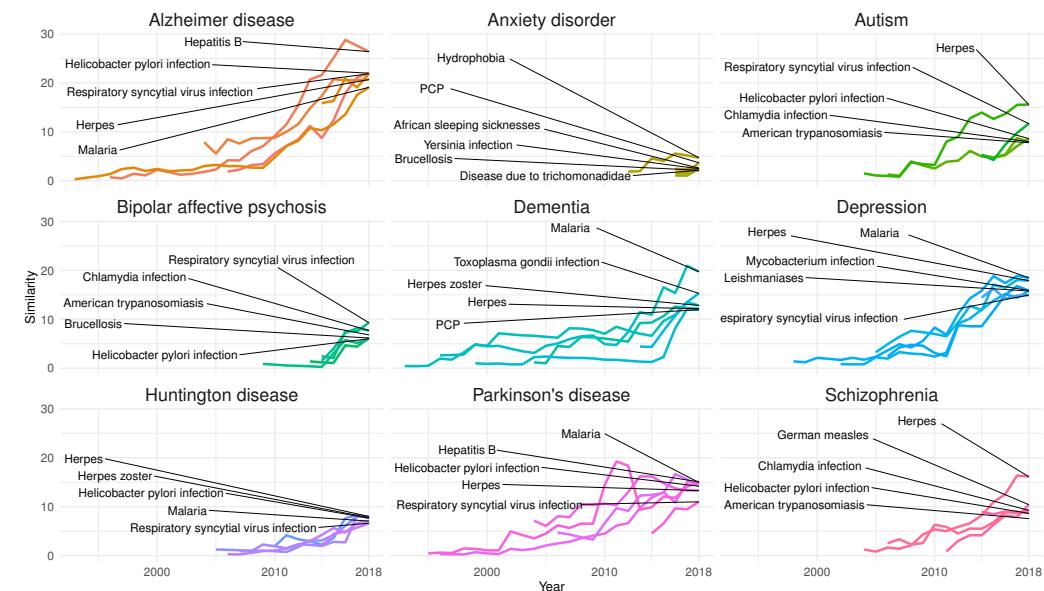 Alzheimer disease
Anxiety disorder
Autism
30
20
10
0
Hepatitis B
Helicobacter pylori infection
Respiratory syncytial virus infection
Herpes
Malaria
Hydrophobia
PCP
African sleeping sicknesses
Yersinia infection
Brucellosis
Disease due to trichomonadidae
Herpes
Respiratory syncytial virus infection
Helicobacter pylori infection
Chlamydia infection
American trypanosomiasis
Bipolar affective psychosis
Dementia
Depression
Similarity
30
20
10
0
Respiratory syncytial virus infection
Chlamydia infection
American trypanosomiasis
Brucellosis
Helicobacter pylori infection
Malaria
Toxoplasma gondii infection
Herpes zoster
Herpes
PCP
Herpes
Malaria
Mycobacterium infection
Leishmaniases
espiratory syncytial virus infection
Huntington disease
Parkinson's disease
Schizophrenia
30
20
10
0
Herpes
Herpes zoster
Helicobacter pylori infection
Malaria
Respiratory syncytial virus infection
Malaria
Hepatitis B
Helicobacter pylori infection
Herpes
Respiratory syncytial virus infection
Herpes
German measles
Chlamydia infection
Helicobacter pylori infection
American trypanosomiasis
2000 2010 2018
2000 2010 2018
2000 2010 2018
Year